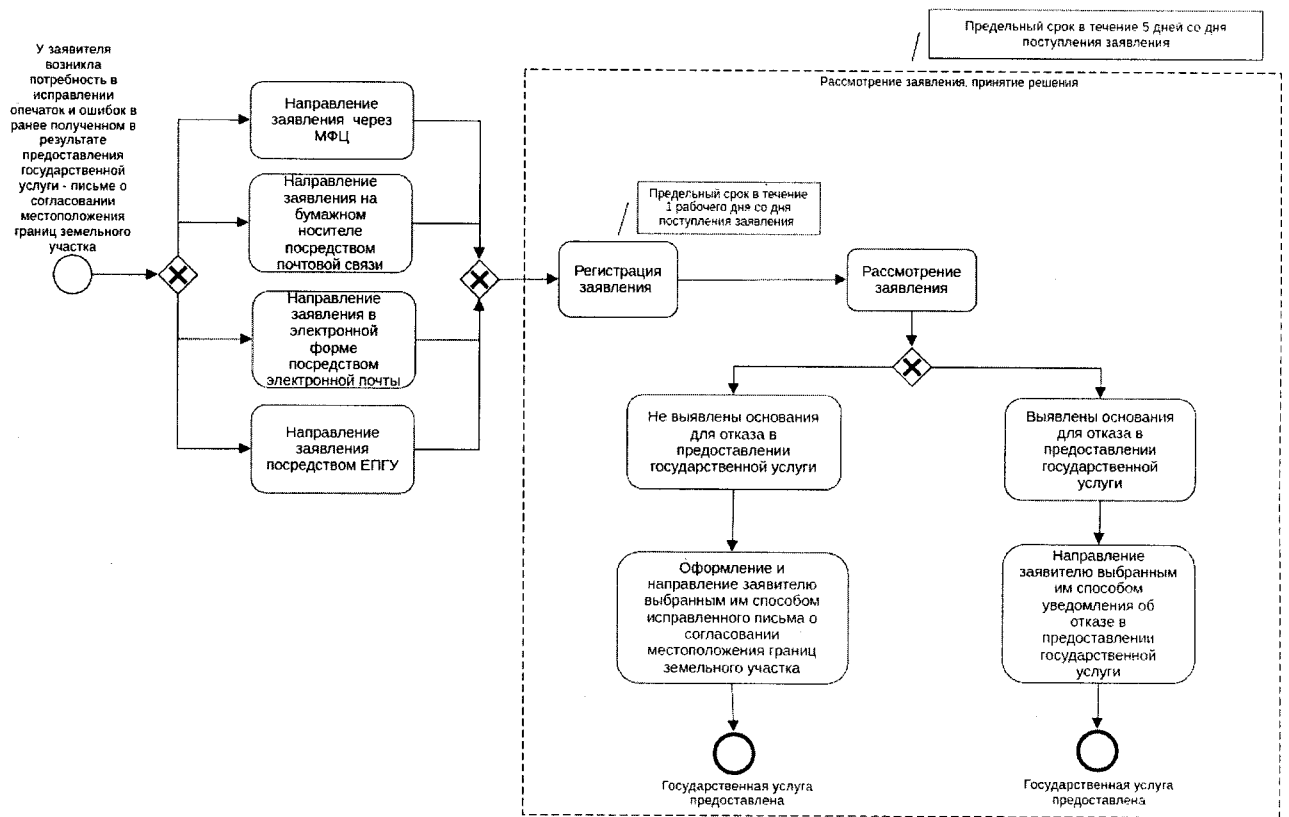 Предельный срок в течение 5 дней со дня
поступления заявления
У заявителя
возникла
потребность в
исправлении
опечаток и ошибок в
ранее полученном в
результате
предоставления
государственной
услуги - письме о
согласовании
местоположения
границ земельного
участка
Направление
заявления через
МФЦ
Направление
заявления на
бумажном
носителе
посредством
почтовой связи
Направление
заявления в
электронной
форме
посредством
электронной почты
Направление
заявления
посредством ЕПГУ
Рассмотрение заявления, принятие решения
Предельный срок в течение
1 рабочего дня со дня
поступления заявления
Регистрация
заявления
Рассмотрение
заявления
Не выявлены основания
для отказа в
предоставлении
государственной услуги
Выявлены основания
для отказа в
предоставлении
государственной
услуги
Оформление и
направление заявителю
выбранным им способом
исправленного письма о
согласовании
местоположения границ
земельного участка
Направление
заявителю выбранным
им способом
уведомления об
отказе в
предоставлении
государственной
услуги
Государственная услуга
предоставлена
Государственная услуга
предоставлена